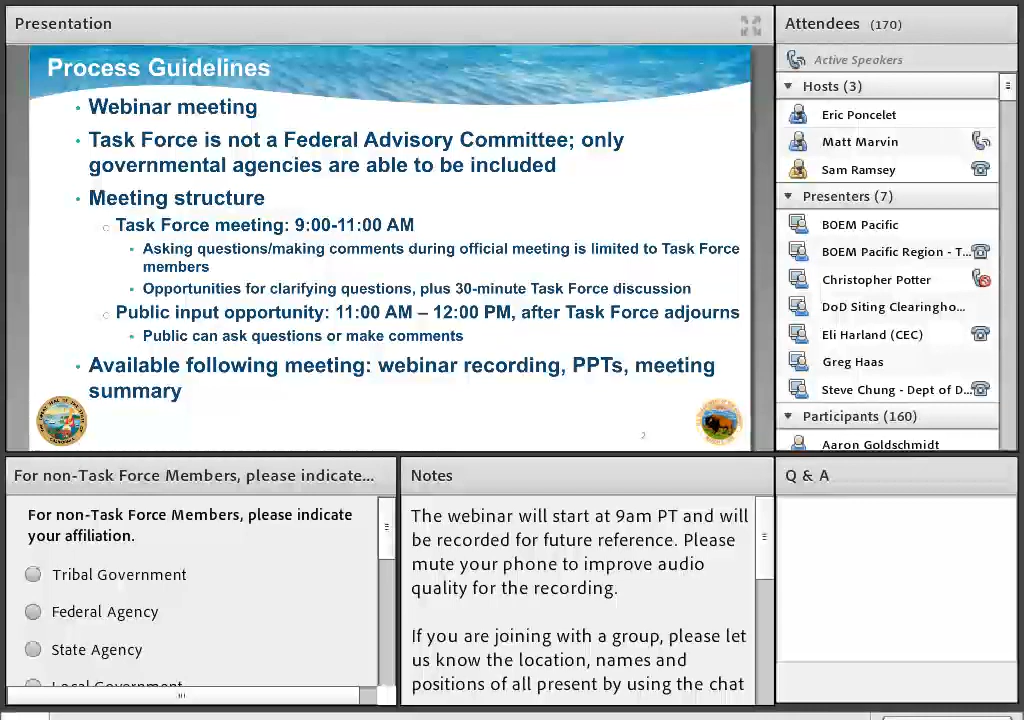 Presentation
Process Guidelines
• Webinar meeting
• Task Force is not a Federal Advisory Committee; only
governmental agencies are able to be included
• Meeting structure
○ Task Force meeting: 9:00-11:00 AM
• Asking questions/making comments during official meeting is limited to Task Force
members
• Opportunities for clarifying questions, plus 30-minute Task Force discussion
○ Public input opportunity: 11:00 AM – 12:00 PM, after Task Force adjourns
• Public can ask questions or make comments
• Available following meeting: webinar recording, PPTs, meeting
summary
2
Attendees (170)
Active Speakers
Hosts (3)
Eric Poncelet
Matt Marvin
Sam Ramsey
Presenters (7)
BOEM Pacific
BOEM Pacific Region - T...
Christopher Potter
DoD Siting Clearingho...
Eli Harland (CEC)
Greg Haas
Steve Chung - Dept of D...
Participants (160)
Aaron Goldschmidt
For non-Task Force Members, please indicate...
For non-Task Force Members, please indicate
your affiliation.
Tribal Government
Federal Agency
State Agency
Local Government
Notes
The webinar will start at 9am PT and will
be recorded for future reference. Please
mute your phone to improve audio
quality for the recording.
If you are joining with a group, please let
us know the location, names and
positions of all present by using the chat
Q & A